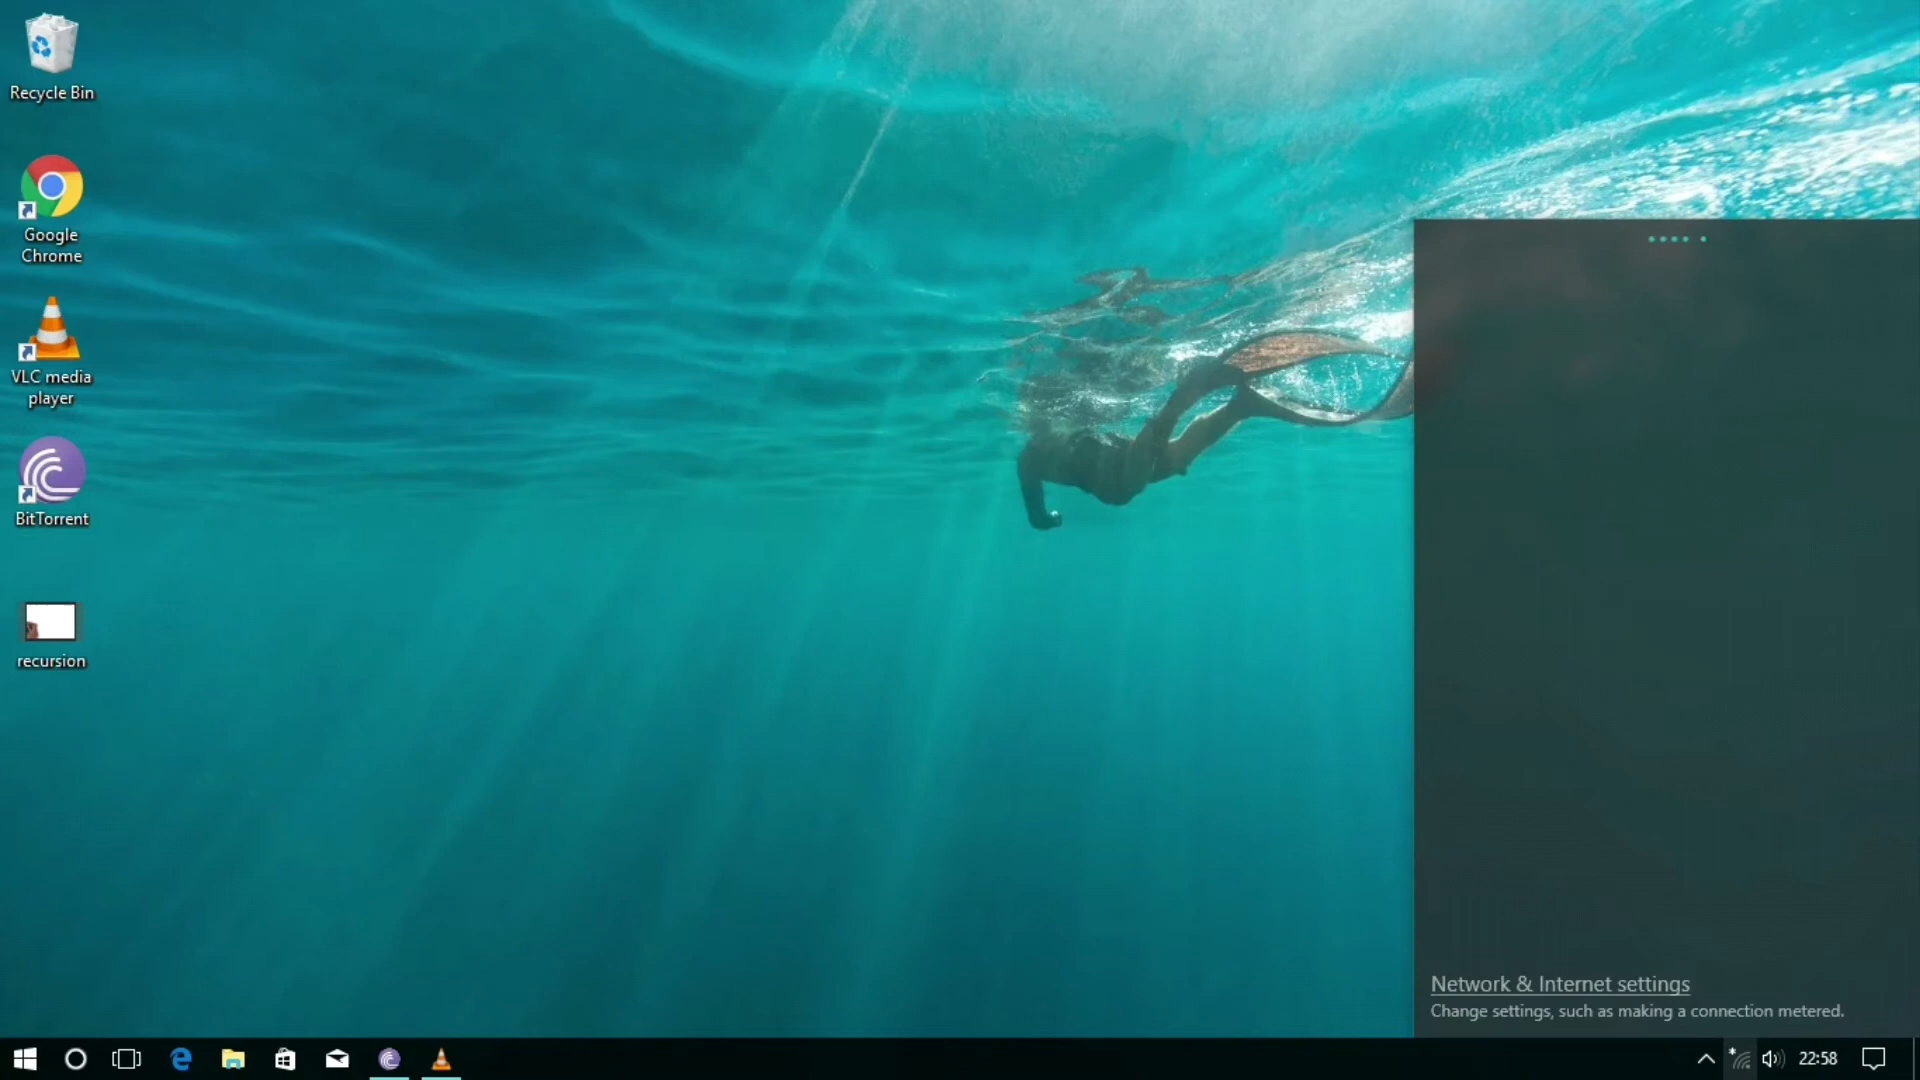 Recycle Bin
Google
Chrome
VLC media
player
BitTorrent
recursion
Network & Internet settings
Change settings, such as making a connection metered.
22:58